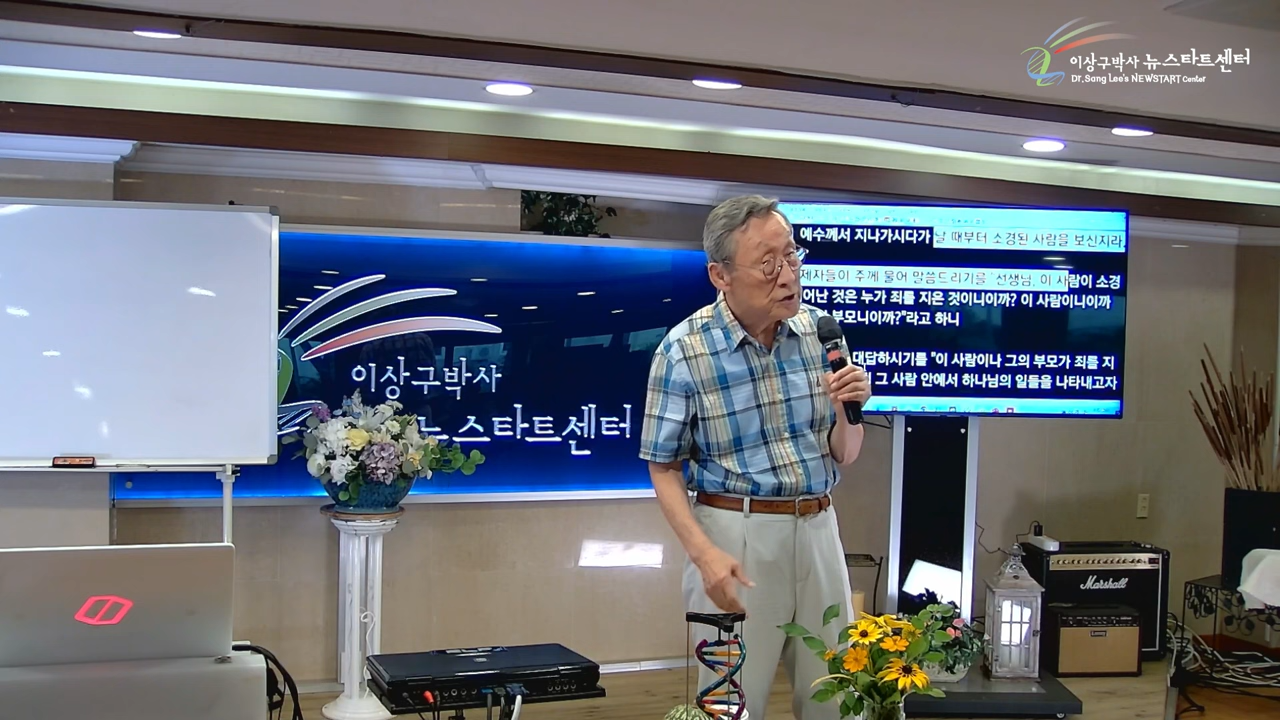 이상구박사 뉴스타트센터
Dr. Sang Lee's NEWSTART Center
예수께서 지나가시다가 날 때부터 소경된 사람을 보신지라.
제자들이 주께 물어 말씀드리기를 "선생님, 이 사람이 소경
어난 것은 누가 죄를 지은 것이니이까? 이 사람이니이까
부모니이까?"라고 하니
대답하시기를 "이 사람이나 그의 부모가 죄를 지
그 사람 안에서 하나님의 일들을 나타내고자
이상구박사
뉴스타트센터
Marshall
Laney